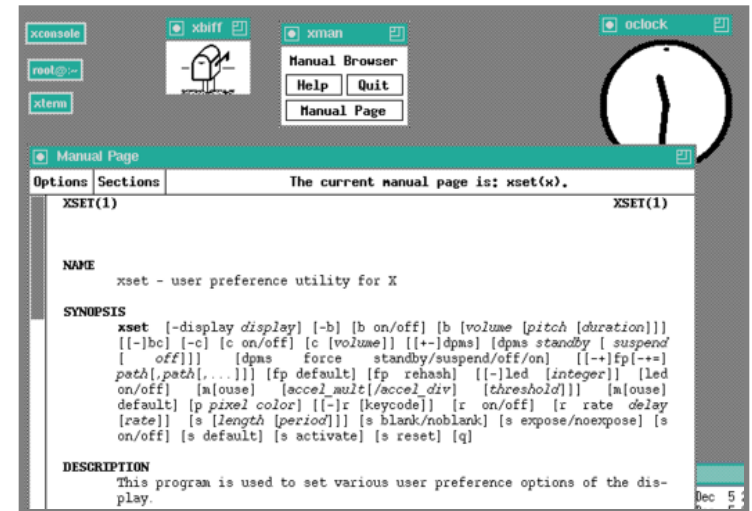 xconsole
root@:~
xterm
xbiff
xman
Manual Browser
Help Quit
Manual Page
oclock
Manual Page
Options Sections The current manual page is: xset(x).
XSET(1) XSET(1)
NAME
xset - user preference utility for X
SYNOPSIS
xset [-display display] [-b] [b on/off] [b [volume [pitch [duration]]]
[[-]bc] [-c] [c on/off] [c [volume]] [[+-]dpms] [dpms standby [ suspend
[ off]]] [dpms force standby/suspend/off/on] [[-+]fp[-+=]
path[,path[,...]]] [fp default] [fp rehash] [[-]led [integer]] [led
on/off] [m[ouse] [accel_mult[/accel_div] [threshold]]] [m[ouse]
default] [p pixel color] [[-]r [keycode]] [r on/off] [r rate delay
[rate]] [s [length [period]]] [s blank/noblank] [s expose/noexpose] [s
on/off] [s default] [s activate] [s reset] [q]
DESCRIPTION
This program is used to set various user preference options of the dis-
play.
Dec 5